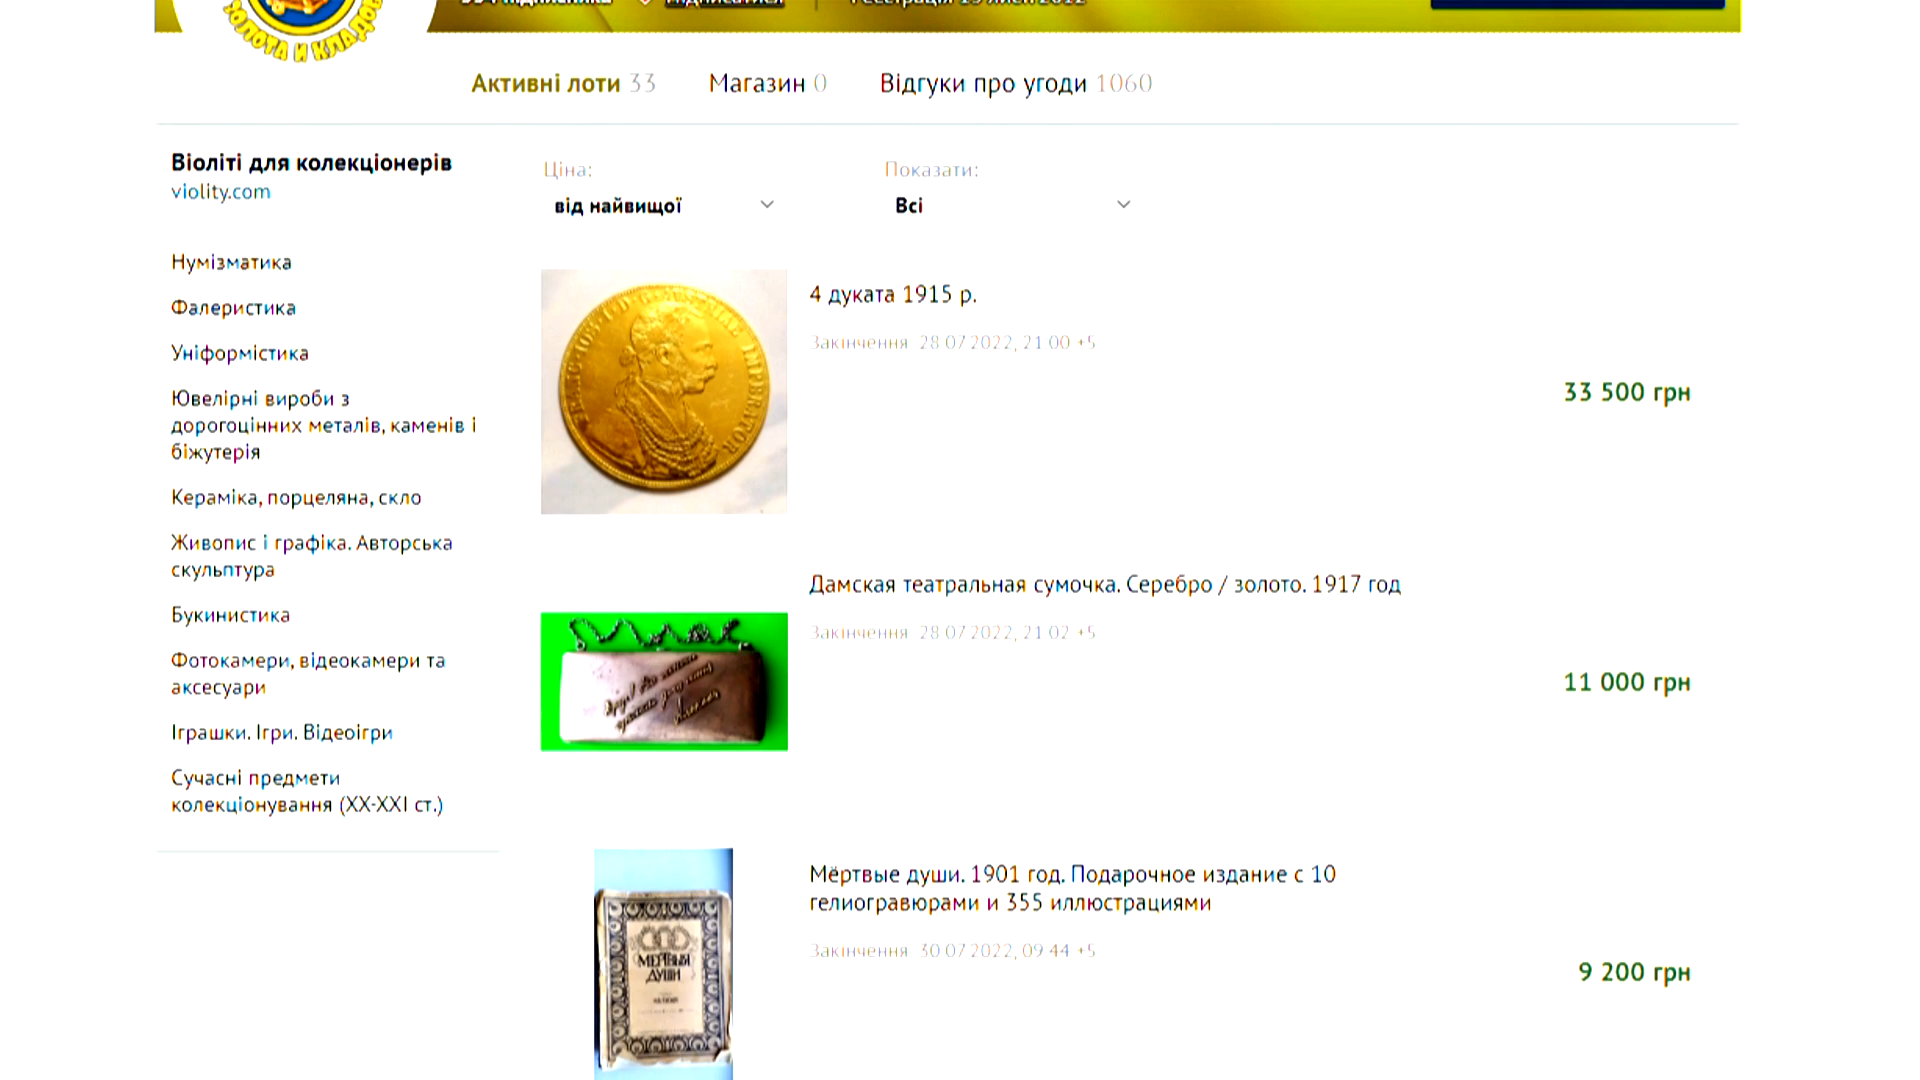 ЗОЛОТА И КЛАДОВ
Активні лоти 33
Магазин 0
Відгуки про угоди 1060
Віоліті для колекціонерів
violity.com
Нумізматика
Фалеристика
Уніформістика
Ювелірні вироби з
дорогоцінних металів, каменів і
біжутерія
Кераміка, порцеляна, скло
Живопис і графіка. Авторська
скульптура
Букинистика
Фотокамери, відеокамери та
аксесуари
Іграшки. Ігри. Відеоігри
Сучасні предмети
колекціонування (XX-XXI ст.)
Ціна:
від найвищої
Показати:
Всі
4 дуката 1915 р.
Закінчення 28.07.2022, 21:00 +5
33 500 грн
Дамская театральная сумочка. Серебро / золото. 1917 год
Закінчення 28.07.2022, 21:02 +5
11 000 грн
Мёртвые души. 1901 год. Подарочное издание с 10
гелиогравюрами и 355 иллюстрациями
Закінчення 30.07.2022, 09:44 +5
9 200 грн
МЕРТВЫЯ
ДУШИ